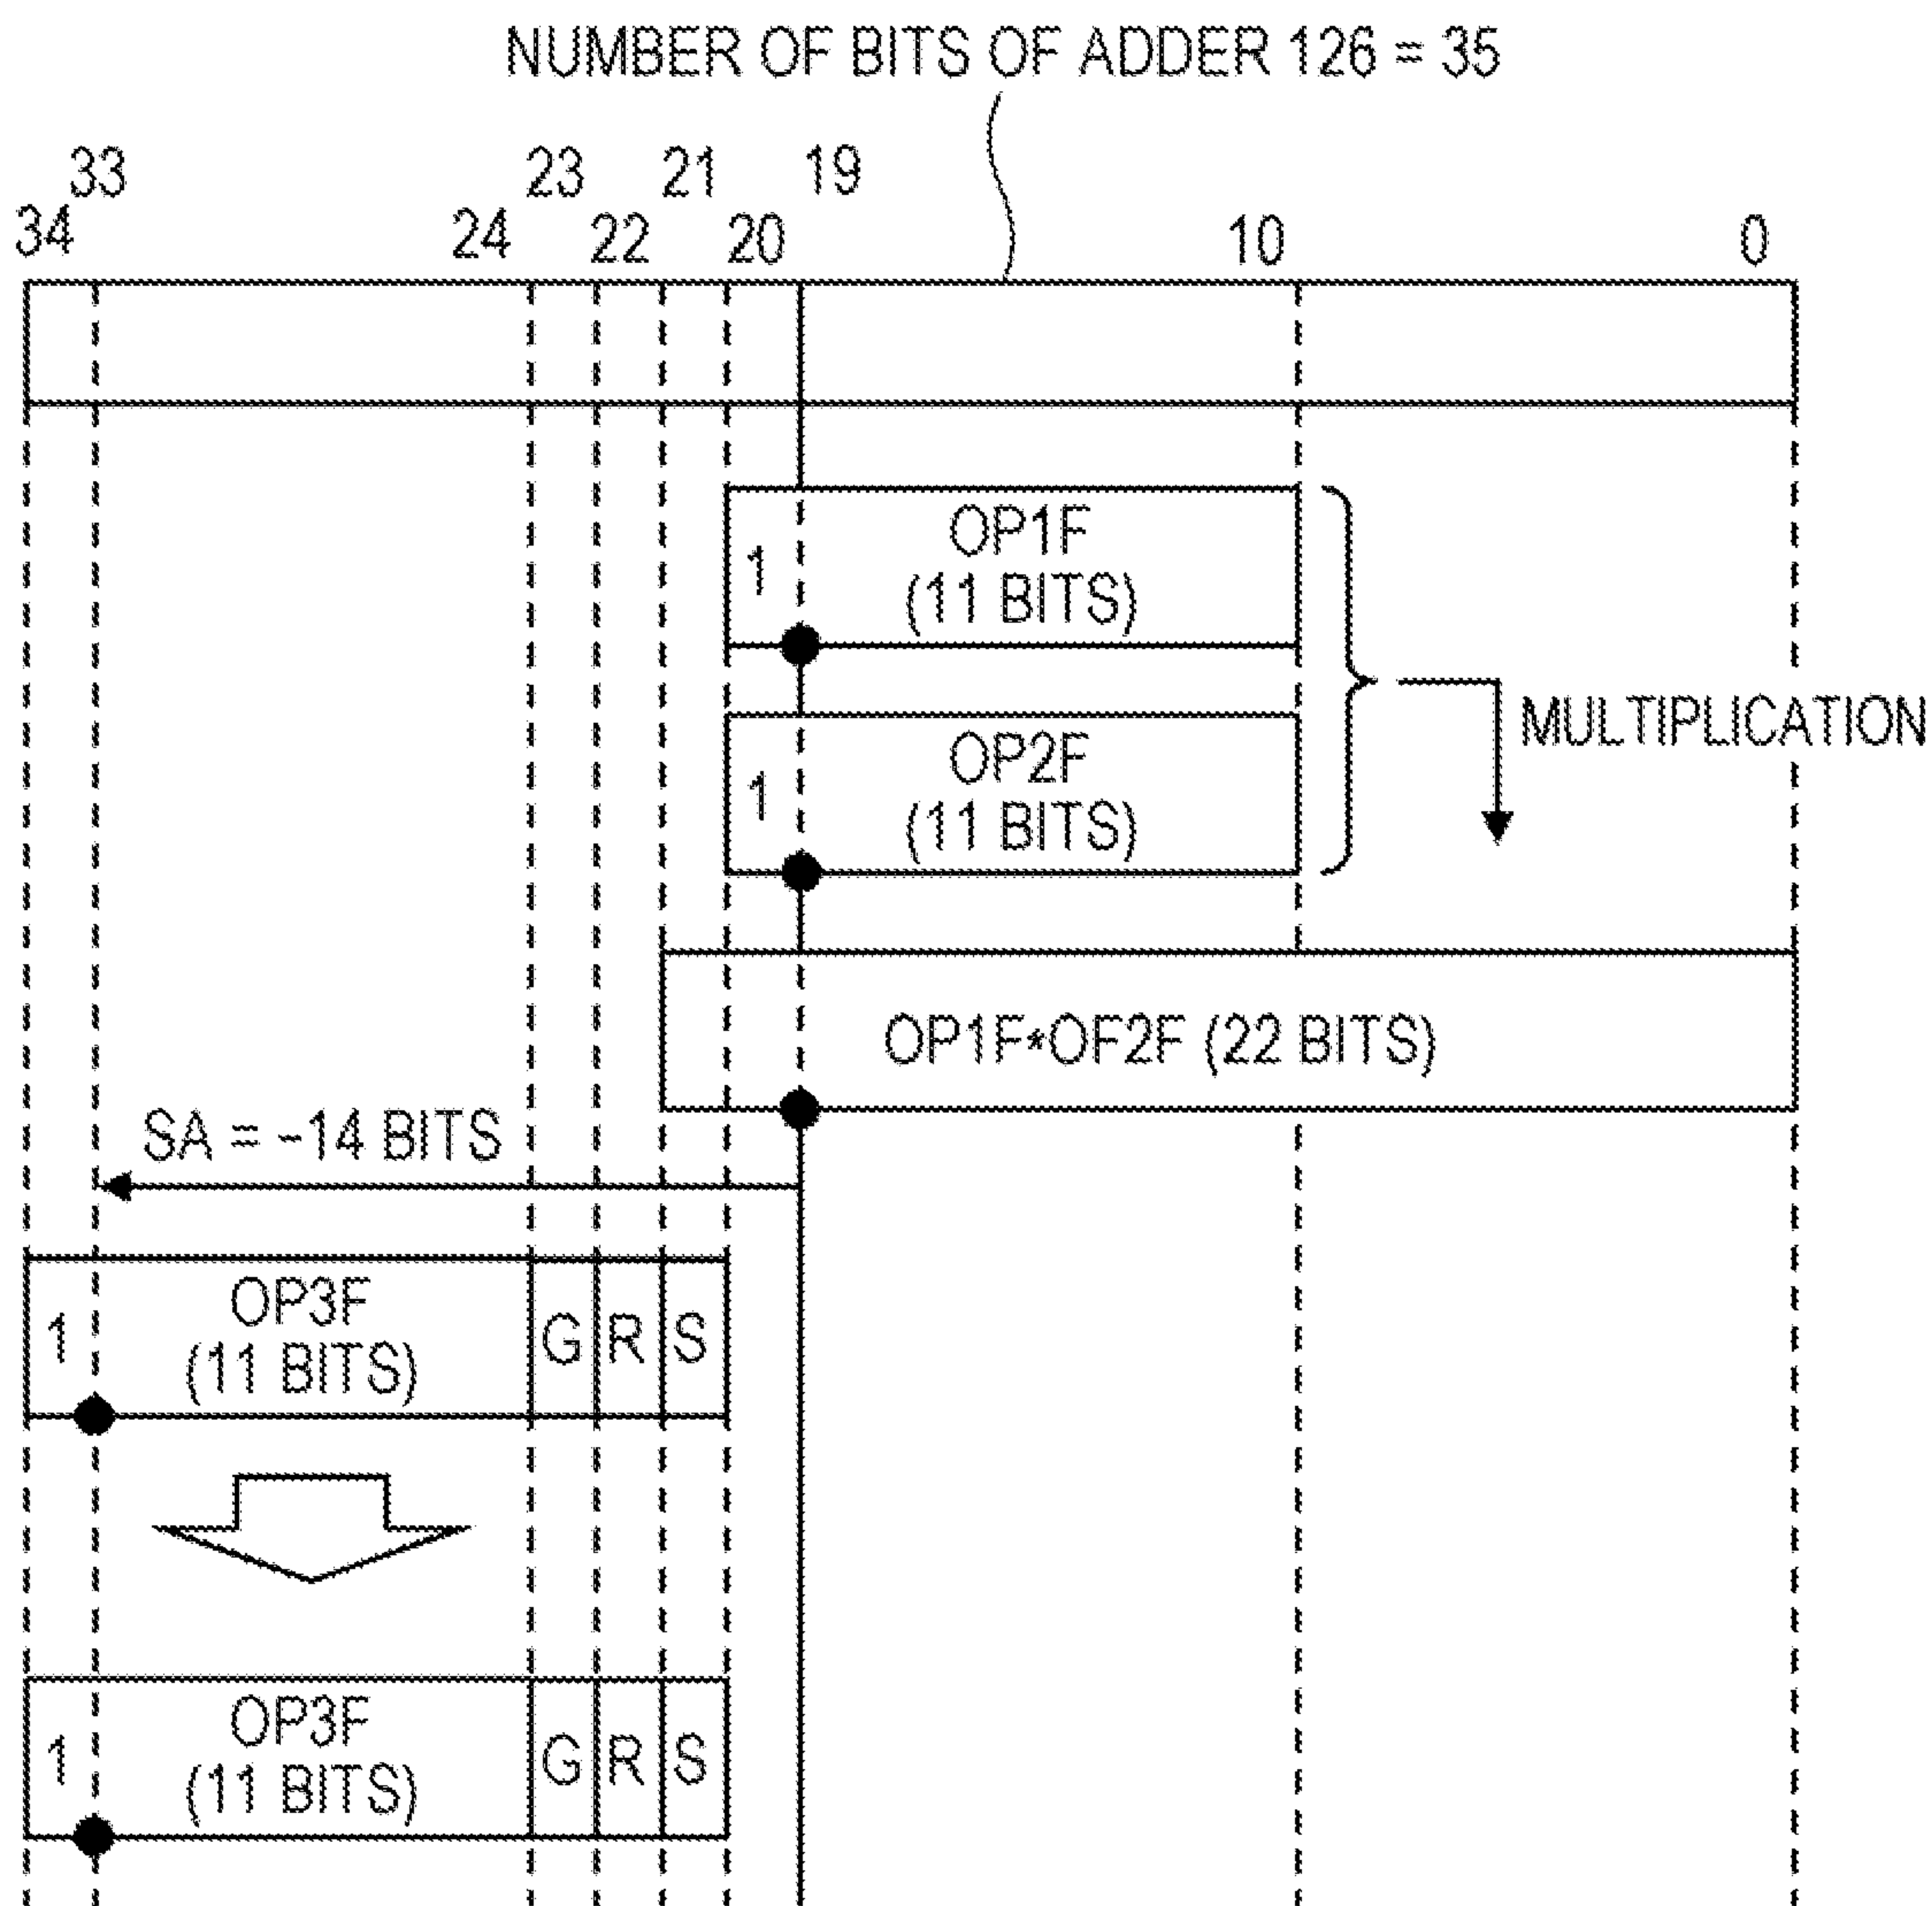 NUMBER OF BITS OF ADDER 126 = 35
33 23 21 19
34 24 22 20 10 0
OP1F
1
(11 BITS)
OP2F
1
(11 BITS)
MULTIPLICATION
OP1F*OF2F (22 BITS)
SA = -14 BITS
OP3F
1 G R S
(11 BITS)
OP3F
1 G R S
(11 BITS)